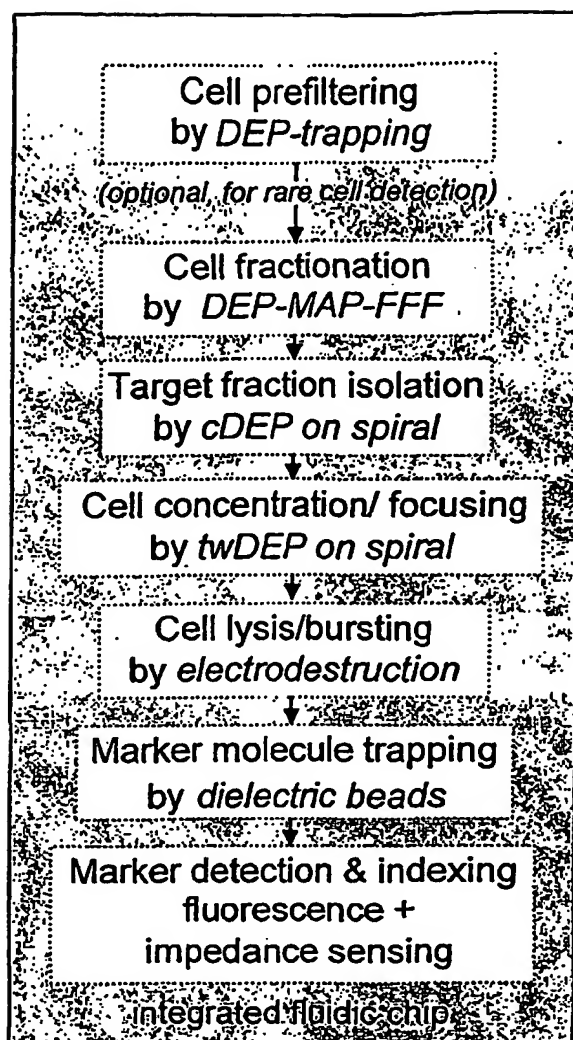 Cell prefiltering
by DEP-trapping
(optional, for rare cell detection)
Cell fractionation
by DEP-MAP-FFF
Target fraction isolation
by cDEP on spiral
Cell concentration/ focusing
by twDEP on spiral
Cell lysis/bursting
by electrodestruction
Marker molecule trapping
by dielectric beads
Marker detection & indexing
fluorescence +
impedance sensing
integrated fluidic chip